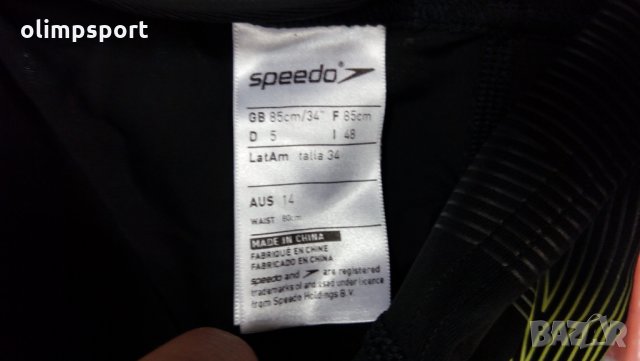 olimpsport
speedo
GB 85cm/34" F 85cm
D 5 I 48
LatAm talla 34
AUS 14
WAIST 80cm
MADE IN CHINA
FABRIQUE EN CHINE
FABRICADO EN CHINA
speedo and are registered
trademarks of and used under licence
from Speedo Holdings B.V.
BAZAR